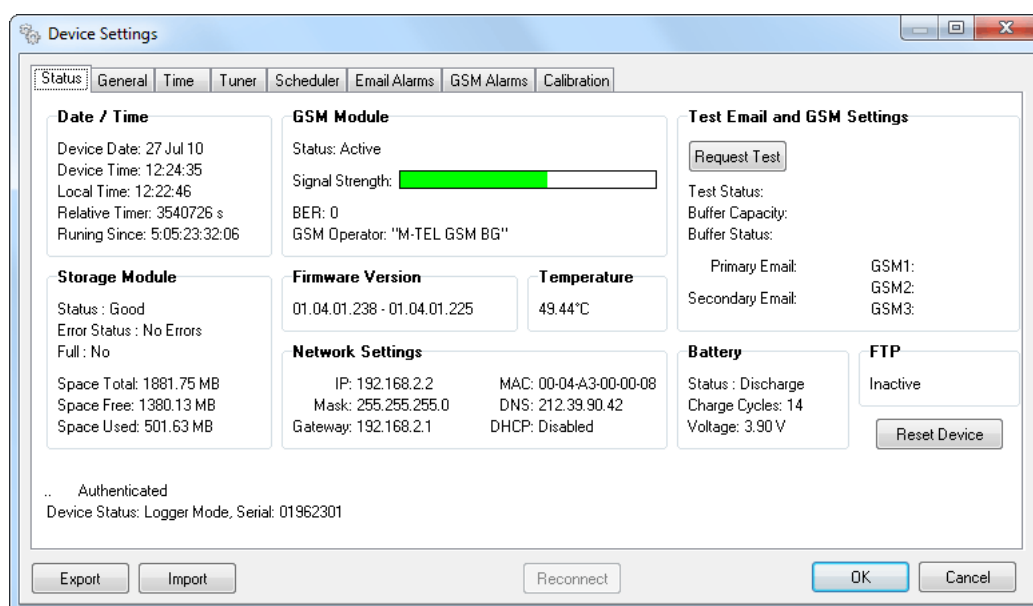 Device Settings
Status General Time Tuner Scheduler Email Alarms GSM Alarms Calibration
Date / Time
Device Date: 27 Jul 10
Device Time: 12:24:35
Local Time: 12:22:46
Relative Timer: 3540726 s
Runing Since: 5:05:23:32:06
GSM Module
Status: Active
Signal Strength:
BER: 0
GSM Operator: "M-TEL GSM BG"
Test Email and GSM Settings
Request Test
Test Status:
Buffer Capacity:
Buffer Status:
Primary Email:
Secondary Email:
GSM1:
GSM2:
GSM3:
Storage Module
Status : Good
Error Status : No Errors
Full : No
Space Total: 1881.75 MB
Space Free: 1380.13 MB
Space Used: 501.63 MB
Firmware Version
01.04.01.238 - 01.04.01.225
Temperature
49.44°C
Network Settings
IP: 192.168.2.2
Mask: 255.255.255.0
Gateway: 192.168.2.1
MAC: 00-04-A3-00-00-08
DNS: 212.39.90.42
DHCP: Disabled
Battery
Status : Discharge
Charge Cycles: 14
Voltage: 3.90 V
FTP
Inactive
Reset Device
.. Authenticated
Device Status: Logger Mode, Serial: 01962301
Export Import Reconnect OK Cancel